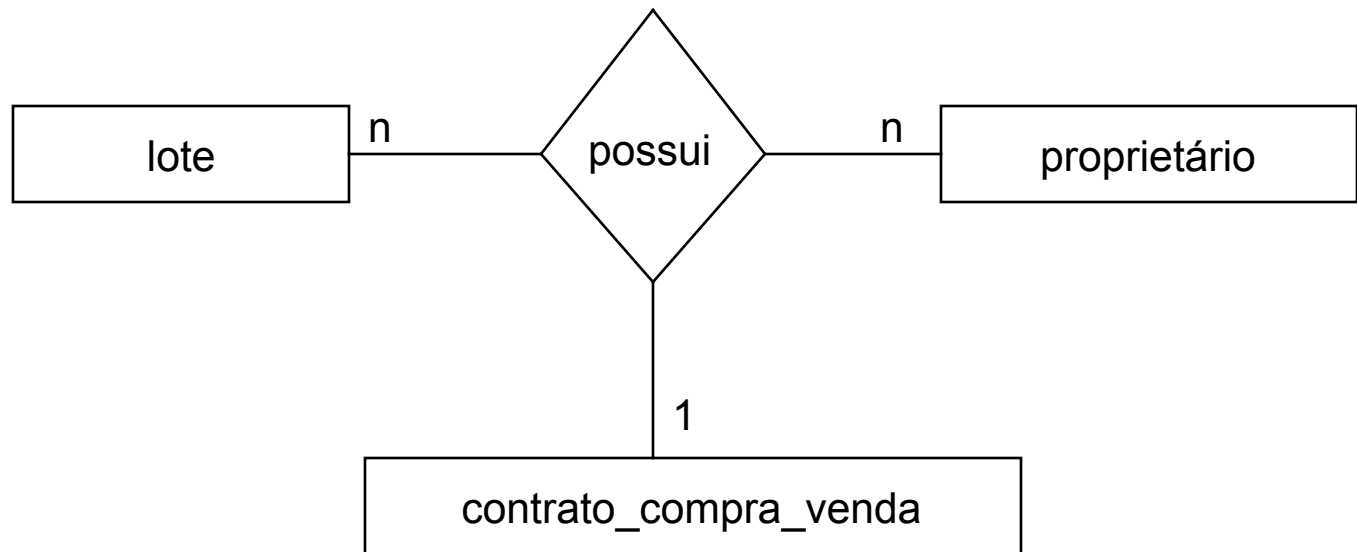 lote
n
possui
n
proprietário
1
contrato_compra_venda